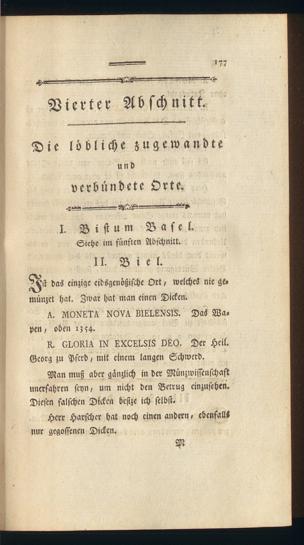 177
Vierter Abschnitt.
Die löbliche zugewandte
und
verbündete Orte.
I. Bistum Basel.
Siehe im fünften Abschnitt.
II. Biel.
Ist das einzige eidsgenößische Ort, welches nie ge-
münzet hat. Zwar hat man einen Dicken.
A. MONETA NOVA BIELENSIS. Das Wa-
pen, oben 1354.
R. GLORIA IN EXCELSIS DEO. Der Heil.
Georg zu Pferd, mit einem langen Schwerd.
Man muß aber gänzlich in der Münzwissenschaft
unerfahren seyn, um nicht den Betrug einzusehen.
Diesen falschen Dicken besize ich selbst.
Herr Harscher hat noch einen andern, ebenfalls
nur gegossenen Dicken.
M